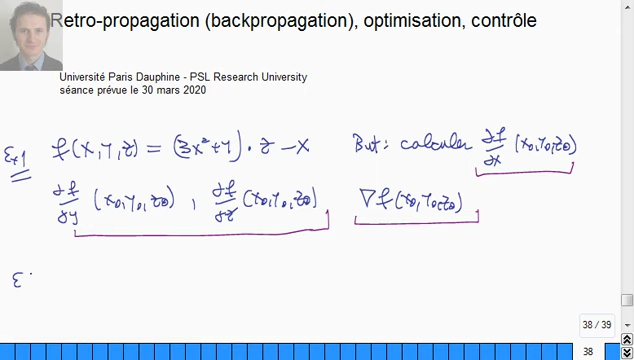 Retro-propagation (backpropagation), optimisation, contrôle
Université Paris Dauphine - PSL Research University
séance prévue le 30 mars 2020
Ex1 f(x,y,z) = (3x²+y)·z − x But: calculer ∂f/∂x (x₀,y₀,z₀)
∂f/∂y (x₀,y₀,z₀), ∂f/∂z (x₀,y₀,z₀) ∇f(x₀,y₀,z₀)
38 / 39
38